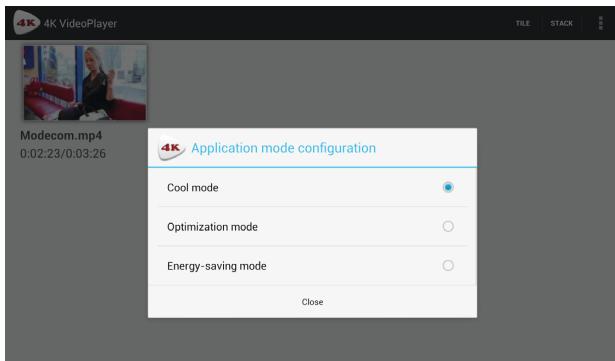 4K 4K VideoPlayer TILE STACK
Modecom.mp4
0:02:23/0:03:26
4K Application mode configuration
Cool mode
Optimization mode
Energy-saving mode
Close